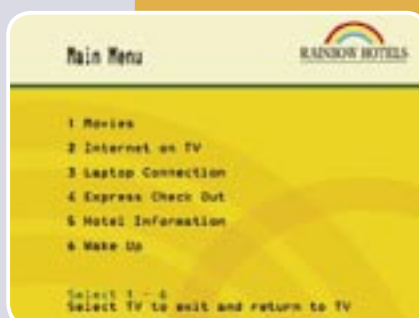 Main Menu
RAINBOW HOTELS
1 Movies
2 Internet on TV
3 Laptop Connection
4 Express Check Out
5 Hotel Information
6 Wake Up
Select 1 - 6
Select TV to exit and return to TV